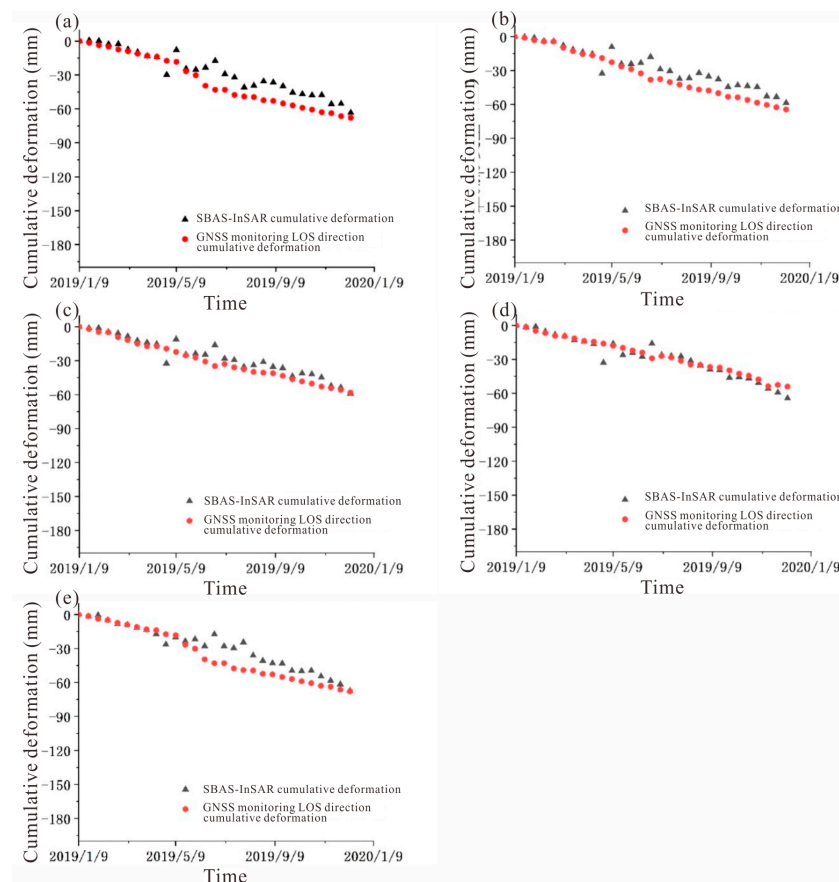 (a)
Cumulative deformation (mm)
0
−30
−60
−90
−120
−150
−180
SBAS-InSAR cumulative deformation
GNSS monitoring LOS direction
cumulative deformation
2019/1/9 2019/5/9 2019/9/9 2020/1/9
Time
(b)
Cumulative deformation (mm)
0
−30
−60
−90
−120
−150
−180
SBAS-InSAR cumulative deformation
GNSS monitoring LOS direction
cumulative deformation
2019/1/9 2019/5/9 2019/9/9 2020/1/9
Time
(c)
Cumulative deformatioh (mm)
0
−30
−60
−90
−120
−150
−180
SBAS-InSAR cumulative deformation
GNSS monitoring LOS direction
cumulative deformation
2019/1/9 2019/5/9 2019/9/9 2020/1/9
Time
(d)
Cumulative deformation (mm)
0
−30
−60
−90
−120
−150
−180
SBAS-InSAR cumulative deformation
GNSS monitoring LOS direction
cumulative deformation
2019/1/9 2019/5/9 2019/9/9 2020/1/9
Time
(e)
Cumulative deformation (mm)
0
−30
−60
−90
−120
−150
−180
SBAS-InSAR cumulative deformation
GNSS monitoring LOS direction
cumulative deformation
2019/1/9 2019/5/9 2019/9/9 2020/1/9
Time